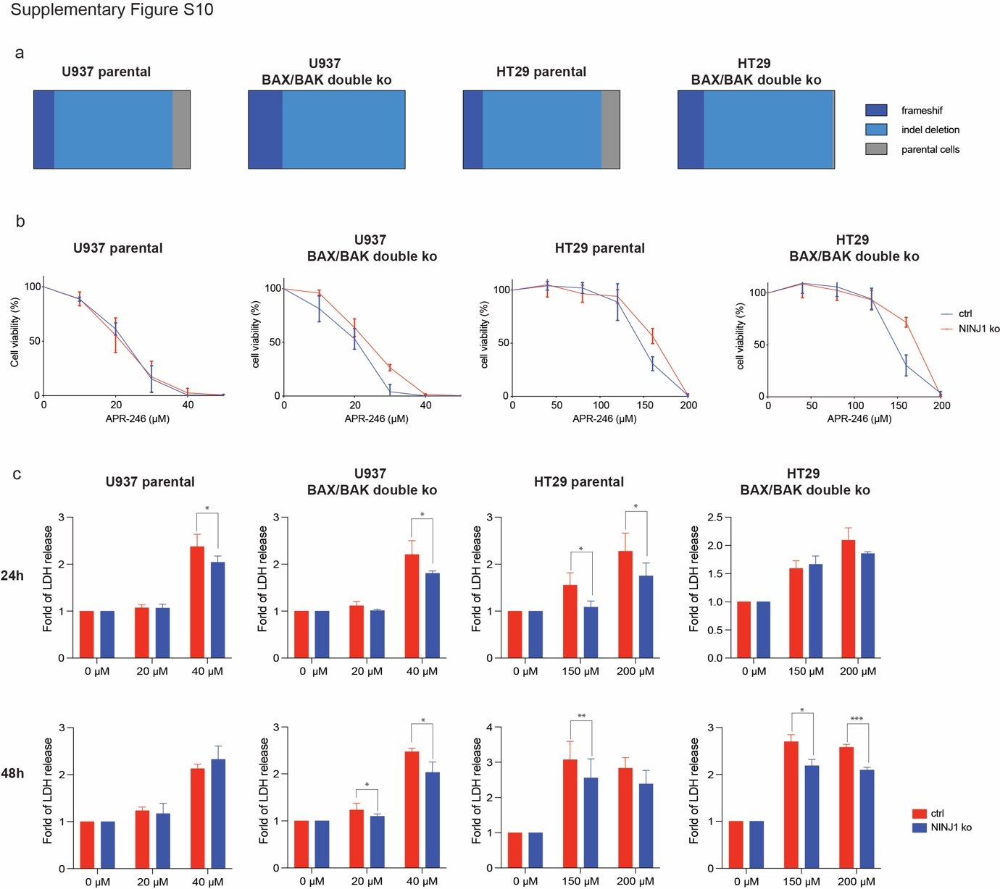 Supplementary Figure S10
a
U937 parental
U937
BAX/BAK double ko
HT29 parental
HT29
BAX/BAK double ko
frameshif
indel deletion
parental cells
b
U937 parental
U937
BAX/BAK double ko
HT29 parental
HT29
BAX/BAK double ko
Cell viability (%)
100
50
0
0 20 40
APR-246 (µM)
cell viability (%)
100
50
0
0 20 40
APR-246 (µM)
cell viability (%)
100
50
0
0 50 100 150 200
APR-246 (µM)
cell viability (%)
100
50
0
0 50 100 150 200
APR-246 (µM)
ctrl
NINJ1 ko
c
U937 parental
U937
BAX/BAK double ko
HT29 parental
HT29
BAX/BAK double ko
24h
Forld of LDH release
3
2
1
0
*
0 µM 20 µM 40 µM
Forld of LDH release
3
2
1
0
*
0 µM 20 µM 40 µM
Forld of LDH release
3
2
1
0
* *
0 µM 150 µM 200 µM
Forld of LDH release
2.5
2.0
1.5
1.0
0.5
0.0
0 µM 150 µM 200 µM
48h
Forld of LDH release
3
2
1
0
0 µM 20 µM 40 µM
Forld of LDH release
3
2
1
0
* *
0 µM 20 µM 40 µM
Forld of LDH release
4
3
2
1
0
**
0 µM 150 µM 200 µM
Forld of LDH release
3
2
1
0
* ***
0 µM 150 µM 200 µM
ctrl
NINJ1 ko